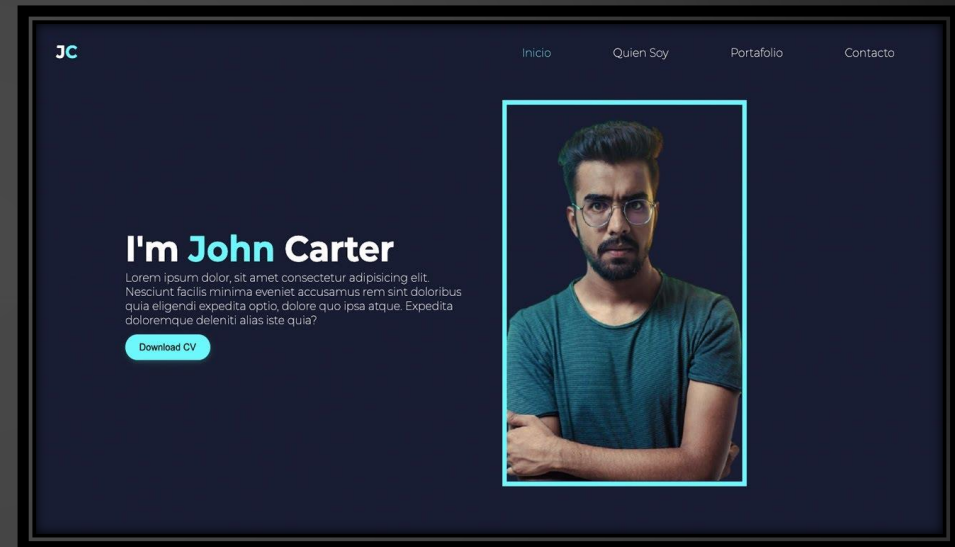 JC
Inicio
Quien Soy
Portafolio
Contacto
I'm John Carter
Lorem ipsum dolor, sit amet consectetur adipisicing elit.
Nesciunt facilis minima eveniet accusamus rem sint doloribus
quia eligendi expedita optio, dolore quo ipsa atque. Expedita
doloremque deleniti alias iste quia?
Download CV